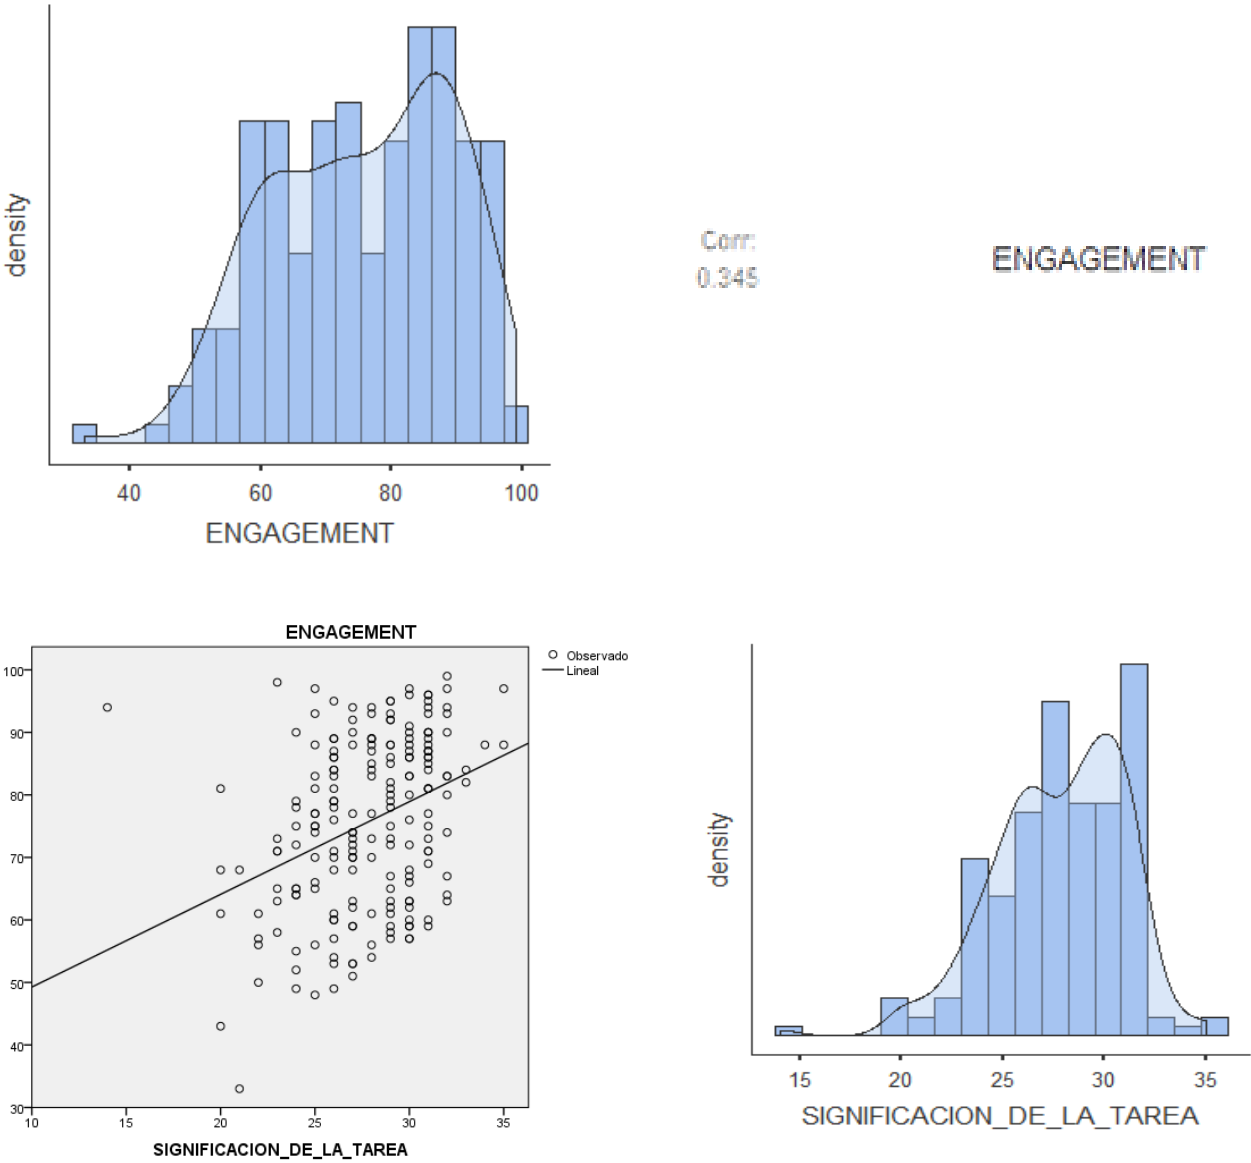 density
40 60 80 100
ENGAGEMENT
Corr:
0.345
ENGAGEMENT
ENGAGEMENT
Observado
Lineal
100
90
80
70
60
50
40
30
10 15 20 25 30 35
SIGNIFICACION_DE_LA_TAREA
density
15 20 25 30 35
SIGNIFICACION_DE_LA_TAREA